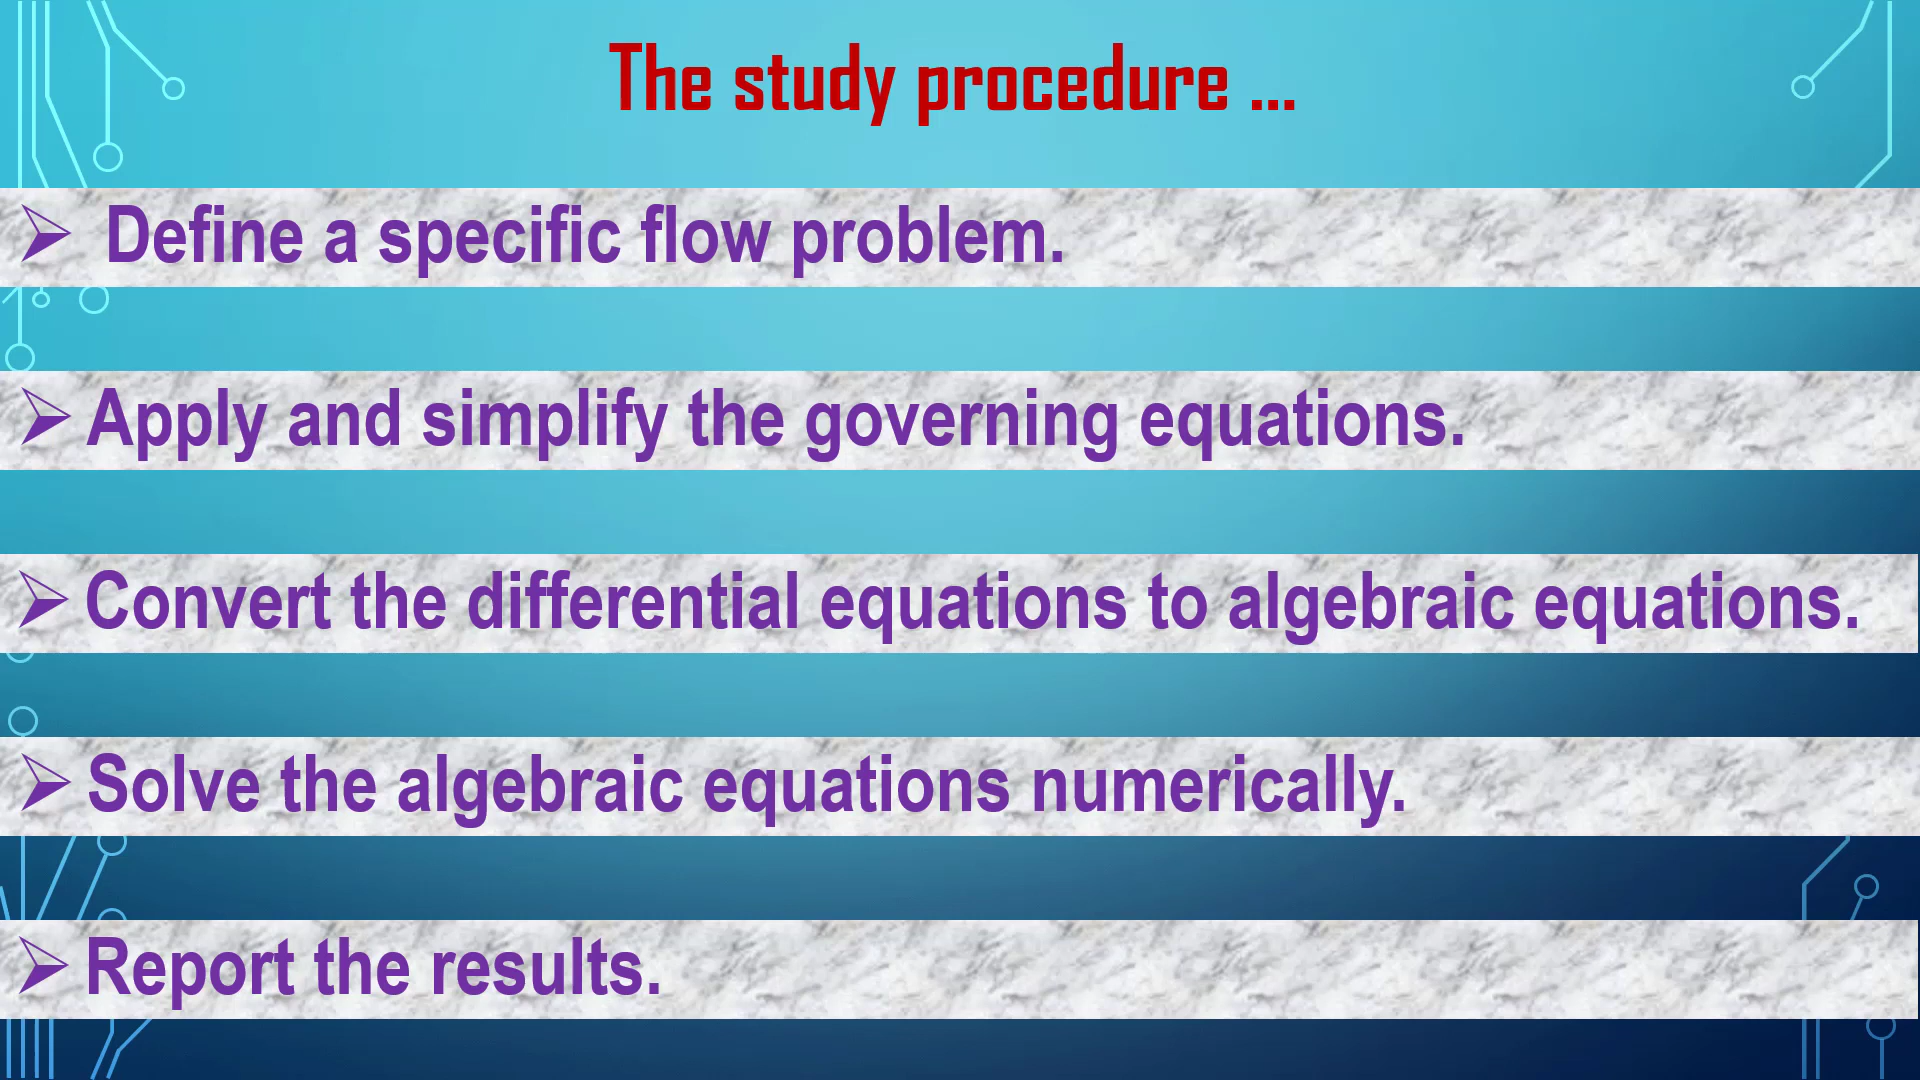 The study procedure ...
➢ Define a specific flow problem.
➢ Apply and simplify the governing equations.
➢ Convert the differential equations to algebraic equations.
➢ Solve the algebraic equations numerically.
➢ Report the results.